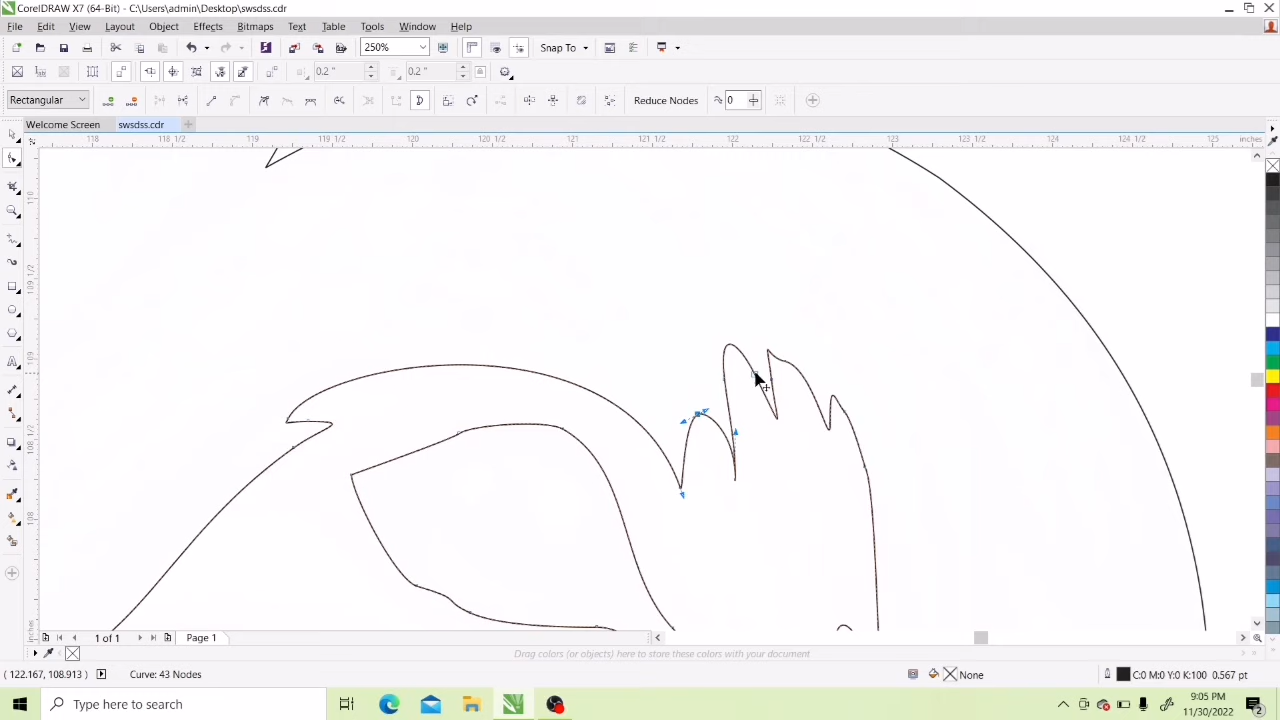 CorelDRAW X7 (64-Bit) - C:\Users\admin\Desktop\swsdss.cdr
File Edit View Layout Object Effects Bitmaps Text Table Tools Window Help
250% Snap To
0.2 " 0.2 "
Rectangular Reduce Nodes 0
Welcome Screen swsdss.cdr
118 118 1/2 119 119 1/2 120 120 1/2 121 121 1/2 122 122 1/2 123 123 1/2 124 124 1/2 125 inches
1 of 1 Page 1
Drag colors (or objects) here to store these colors with your document
( 122.167, 108.913 ) Curve: 43 Nodes None C:0 M:0 Y:0 K:100 0.567 pt
Type here to search
9:05 PM
11/30/2022
2